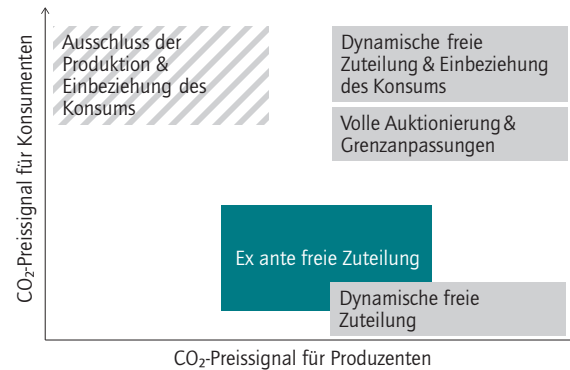 CO₂-Preissignal für Konsumenten
Ausschluss der
Produktion &
Einbeziehung des
Konsums
Dynamische freie
Zuteilung & Einbeziehung
des Konsums
Volle Auktionierung &
Grenzanpassungen
Ex ante freie Zuteilung
Dynamische freie
Zuteilung
CO₂-Preissignal für Produzenten